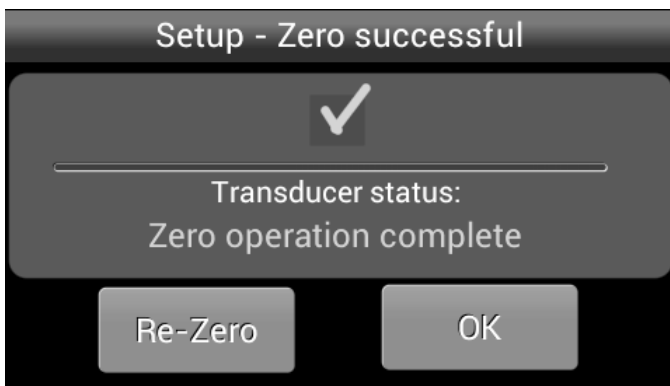 Setup - Zero successful
Transducer status:
Zero operation complete
Re-Zero
OK